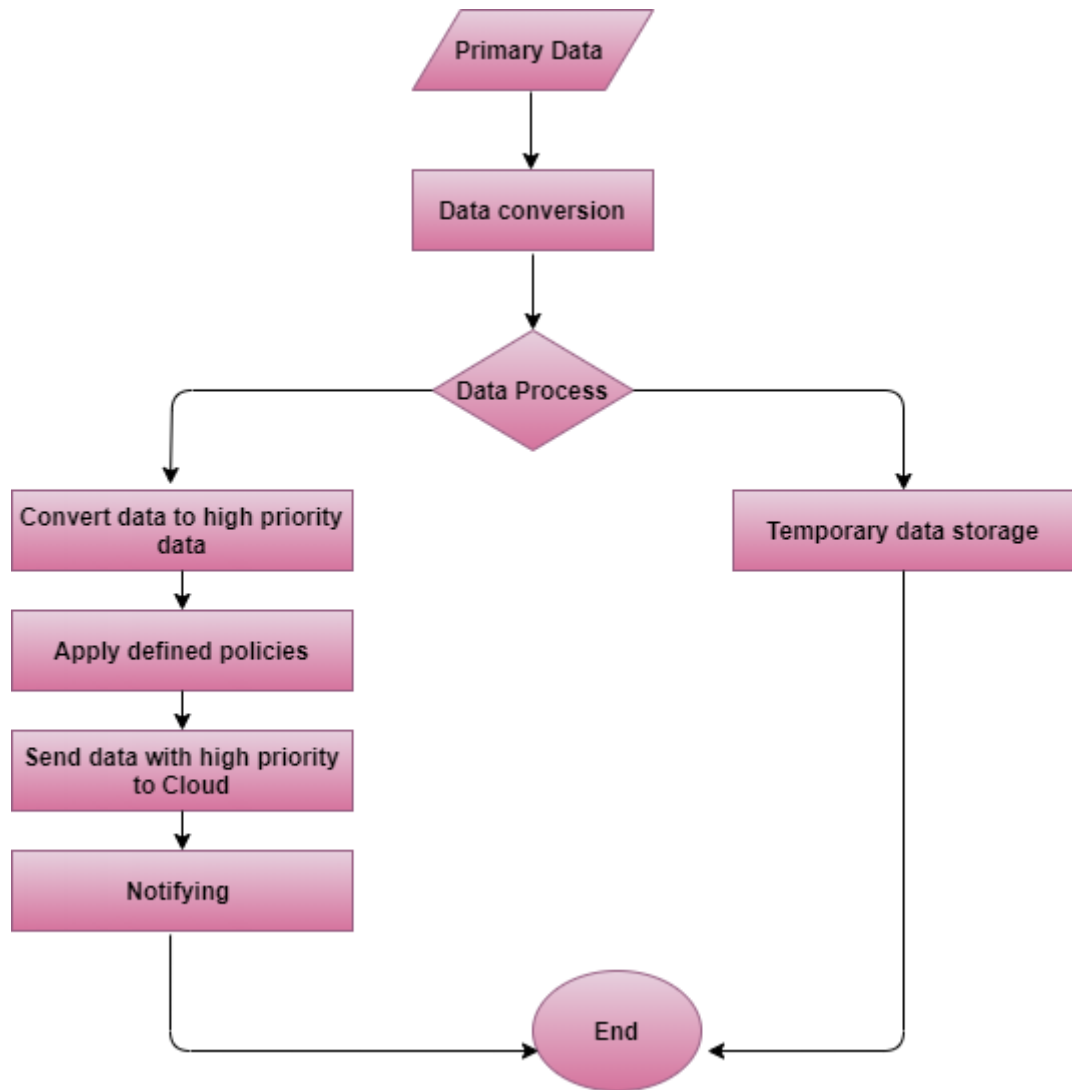 Primary Data
Data conversion
Data Process
Convert data to high priority
data
Temporary data storage
Apply defined policies
Send data with high priority
to Cloud
Notifying
End